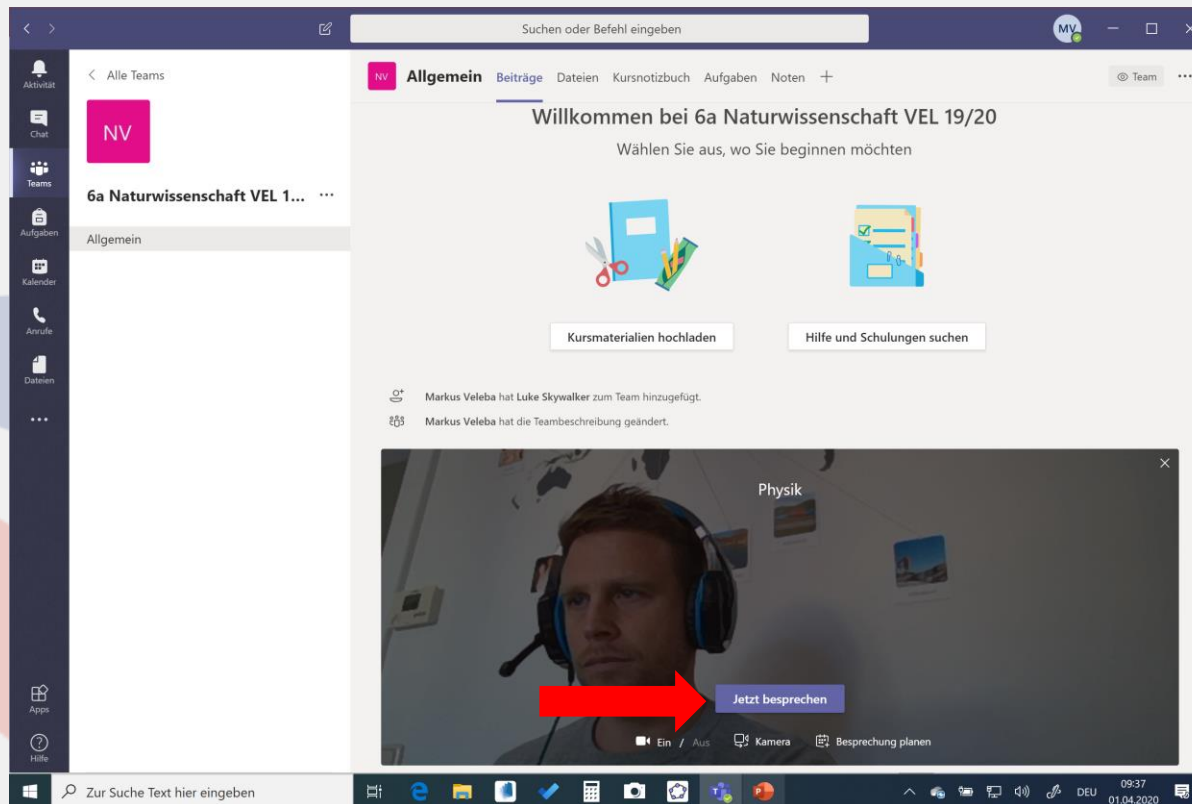 Suchen oder Befehl eingeben
MV
Aktivität
Chat
Teams
Aufgaben
Kalender
Anrufe
Dateien
Apps
Hilfe
Alle Teams
NV
6a Naturwissenschaft VEL 1...
Allgemein
NV Allgemein Beiträge Dateien Kursnotizbuch Aufgaben Noten + Team
Willkommen bei 6a Naturwissenschaft VEL 19/20
Wählen Sie aus, wo Sie beginnen möchten
Kursmaterialien hochladen Hilfe und Schulungen suchen
Markus Veleba hat Luke Skywalker zum Team hinzugefügt.
Markus Veleba hat die Teambeschreibung geändert.
Physik
Jetzt besprechen
Ein / Aus Kamera Besprechung planen
Zur Suche Text hier eingeben
DEU
09:37
01.04.2020